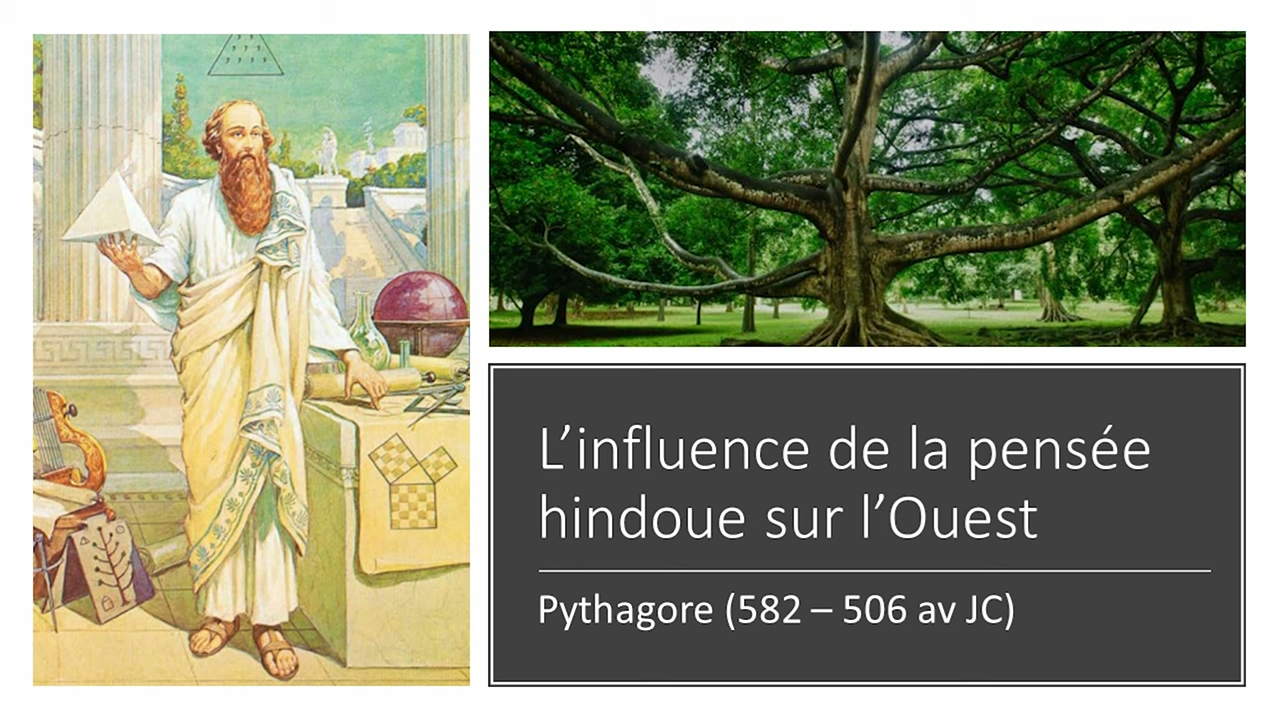 L’influence de la pensée
hindoue sur l’Ouest
Pythagore (582 – 506 av JC)